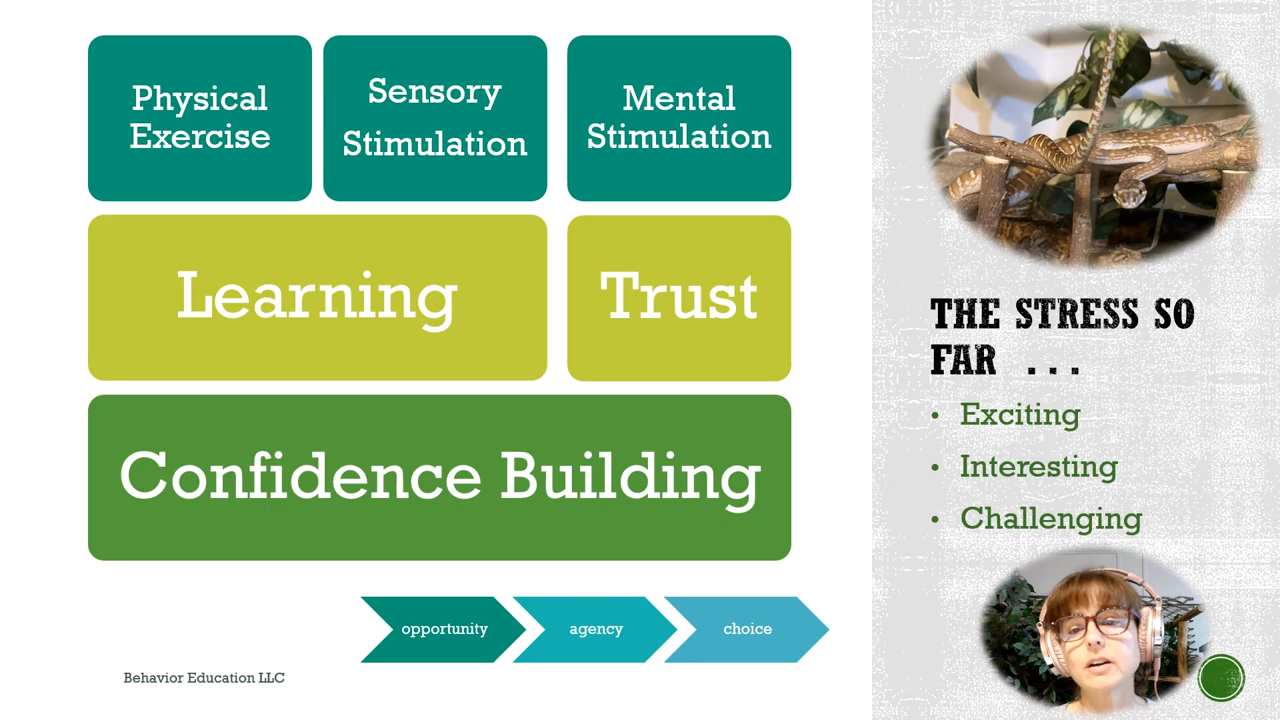 Physical
Exercise
Sensory
Stimulation
Mental
Stimulation
Learning
Trust
Confidence Building
opportunity
agency
choice
Behavior Education LLC
THE STRESS SO
FAR ...
• Exciting
• Interesting
• Challenging